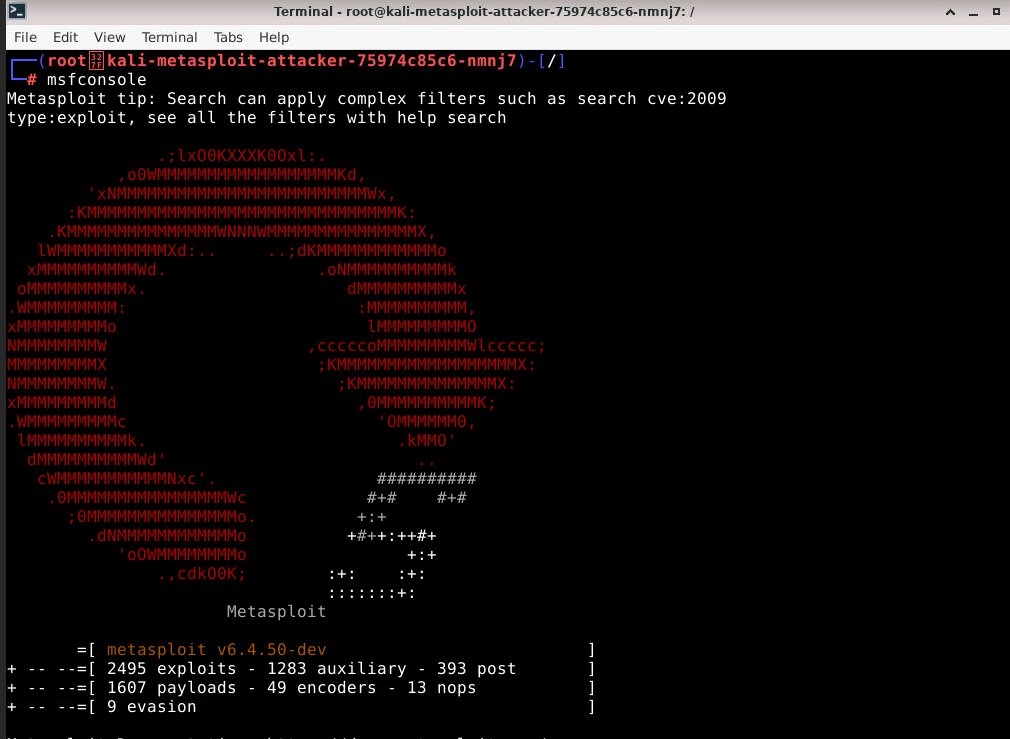 Terminal - root@kali-metasploit-attacker-75974c85c6-nmnj7: /
File Edit View Terminal Tabs Help
┌──(root㉿kali-metasploit-attacker-75974c85c6-nmnj7)-[/]
└─# msfconsole
Metasploit tip: Search can apply complex filters such as search cve:2009
type:exploit, see all the filters with help search
.;lxO0KXXXK0Oxl:.
,o0WMMMMMMMMMMMMMMMMMMKd,
'xNMMMMMMMMMMMMMMMMMMMMMMMMMWx,
:KMMMMMMMMMMMMMMMMMMMMMMMMMMMMMMMK:
.KMMMMMMMMMMMMMMMWNNNWMMMMMMMMMMMMMMMX,
lWMMMMMMMMMMMXd:..     ..;dKMMMMMMMMMMMMo
xMMMMMMMMMMWd.               .oNMMMMMMMMMMk
oMMMMMMMMMMx.                    dMMMMMMMMMMx
.WMMMMMMMMM:                       :MMMMMMMMMM,
xMMMMMMMMMo                         lMMMMMMMMMO
NMMMMMMMMW                    ,cccccoMMMMMMMMMWlccccc;
MMMMMMMMMX                     ;KMMMMMMMMMMMMMMMMMMX:
NMMMMMMMMW.                      ;KMMMMMMMMMMMMMMX:
xMMMMMMMMMd                        ,0MMMMMMMMMMK;
.WMMMMMMMMMc                         'OMMMMMM0,
lMMMMMMMMMMk.                         .kMMO'
dMMMMMMMMMMWd'                         ..
cWMMMMMMMMMMMNxc'.                ##########
.0MMMMMMMMMMMMMMMMWc            #+#    #+#
;0MMMMMMMMMMMMMMMo.          +:+
.dNMMMMMMMMMMMMo          +#++:++#+
'oOWMMMMMMMMo                +:+
.,cdkO0K;        :+:    :+:
:::::::+:
Metasploit
=[ metasploit v6.4.50-dev                          ]
+ -- --=[ 2495 exploits - 1283 auxiliary - 393 post       ]
+ -- --=[ 1607 payloads - 49 encoders - 13 nops           ]
+ -- --=[ 9 evasion                                       ]